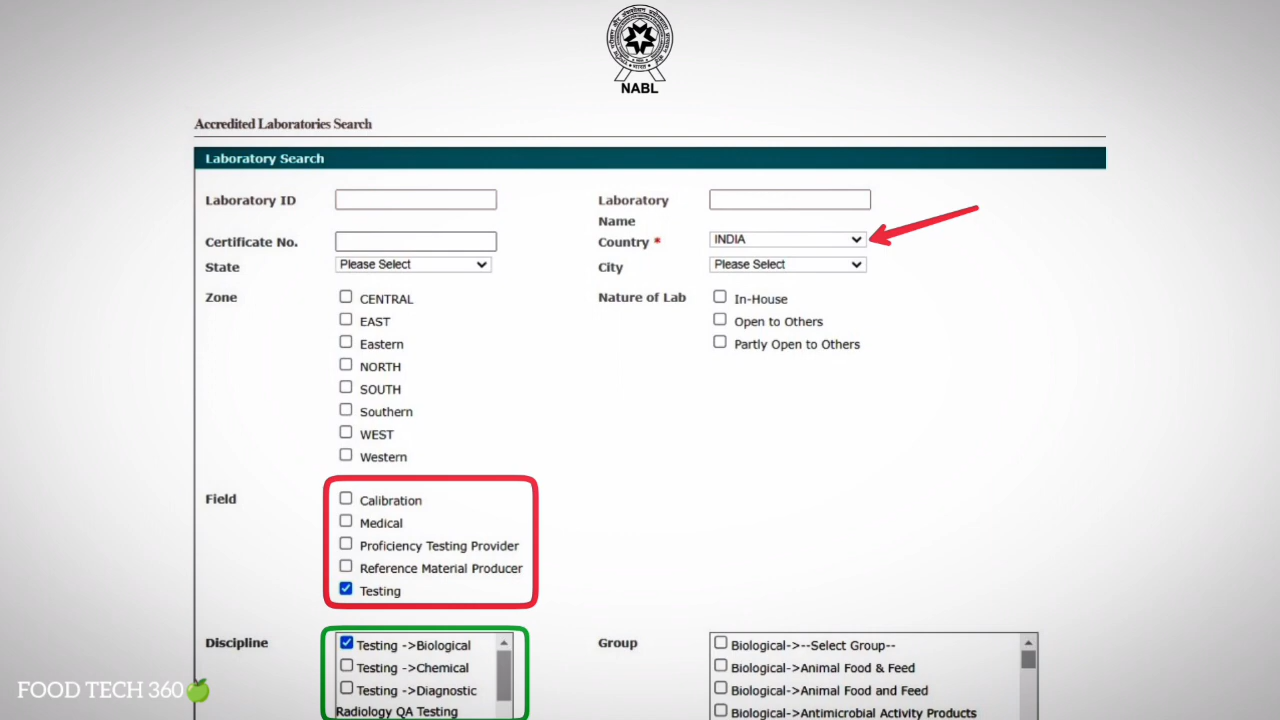 NABL
Accredited Laboratories Search
Laboratory Search
Laboratory ID
Laboratory Name
Certificate No.
Country * INDIA
State Please Select
City Please Select
Zone
CENTRAL
EAST
Eastern
NORTH
SOUTH
Southern
WEST
Western
Nature of Lab
In-House
Open to Others
Partly Open to Others
Field
Calibration
Medical
Proficiency Testing Provider
Reference Material Producer
Testing
Discipline
Testing ->Biological
Testing ->Chemical
Testing ->Diagnostic
Radiology QA Testing
Group
Biological->--Select Group--
Biological->Animal Food & Feed
Biological->Animal Food and Feed
Biological->Antimicrobial Activity Products
FOOD TECH 360